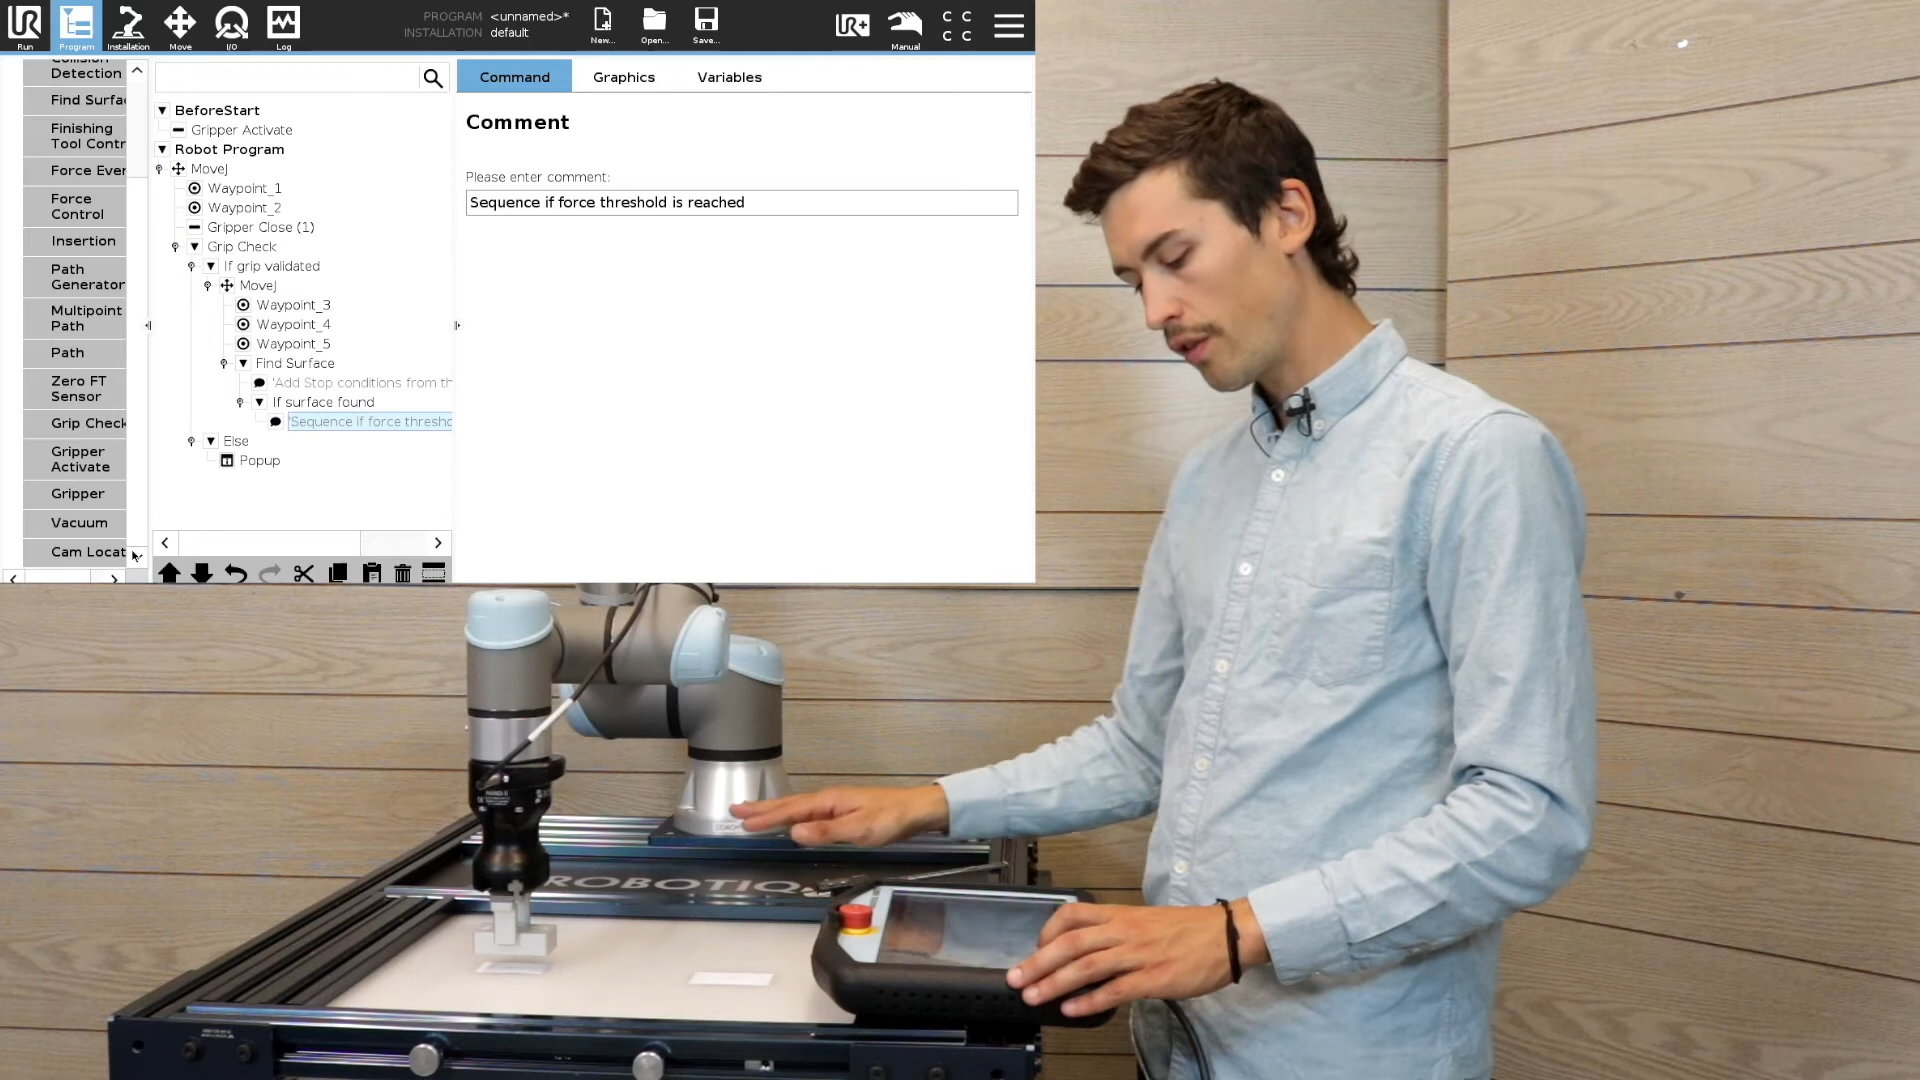 PROGRAM <unnamed>*
INSTALLATION default
Run
Program
Installation
Move
I/O
Log
New...
Open...
Save...
UR+
Manual
C C
C C
Collision
Detection
Find Surfac
Finishing
Tool Contr
Force Ever
Force
Control
Insertion
Path
Generator
Multipoint
Path
Path
Zero FT
Sensor
Grip Check
Gripper
Activate
Gripper
Vacuum
Cam Locat
BeforeStart
Gripper Activate
Robot Program
MoveJ
Waypoint_1
Waypoint_2
Gripper Close (1)
Grip Check
If grip validated
MoveJ
Waypoint_3
Waypoint_4
Waypoint_5
Find Surface
'Add Stop conditions from th
If surface found
'Sequence if force thresho
Else
Popup
Command Graphics Variables
Comment
Please enter comment:
Sequence if force threshold is reached
ROBOTIQ